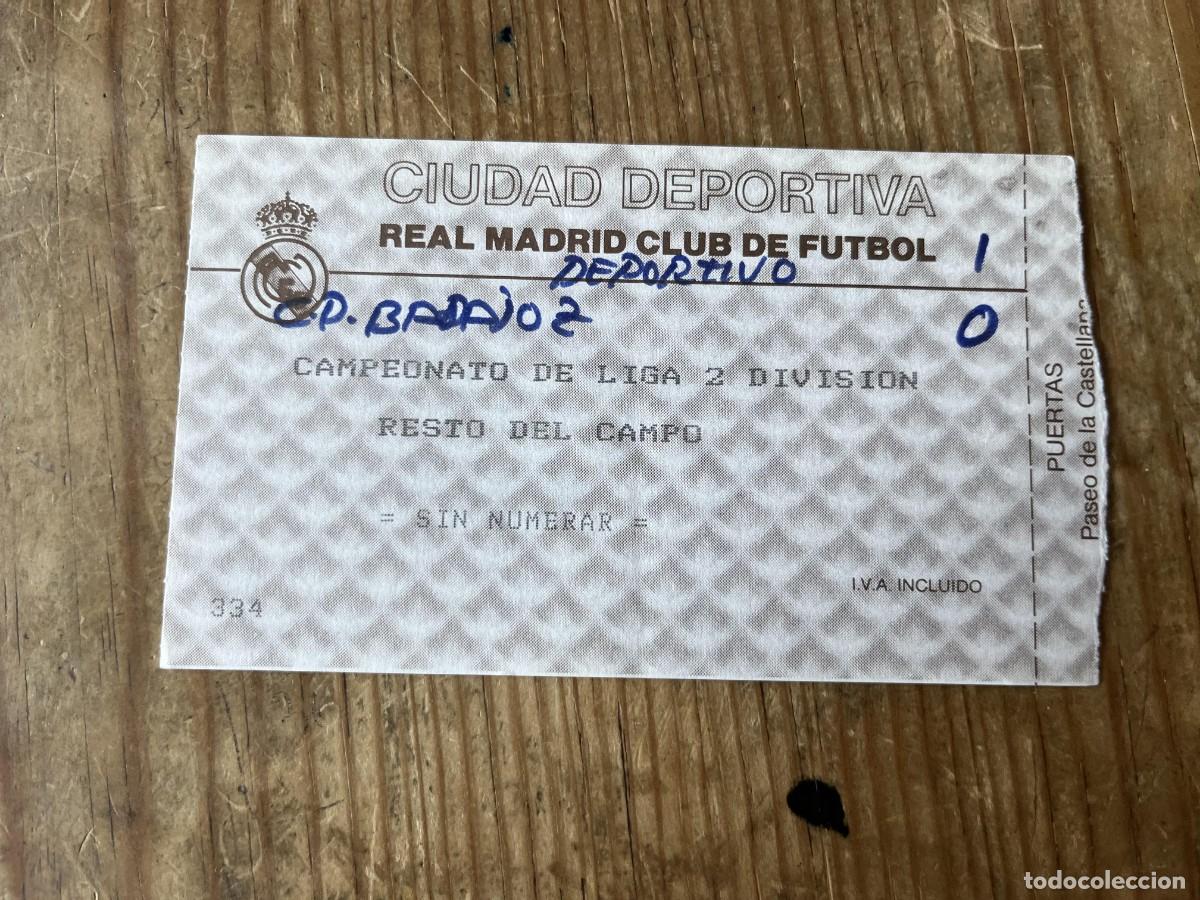 CIUDAD DEPORTIVA
REAL MADRID CLUB DE FUTBOL 1
DEPORTIVO
C.D. BADAJOZ 0
CAMPEONATO DE LIGA 2 DIVISION
RESTO DEL CAMPO
= SIN NUMERAR =
I.V.A. INCLUIDO
334
PUERTAS
Paseo de la Castellana
todocoleccion